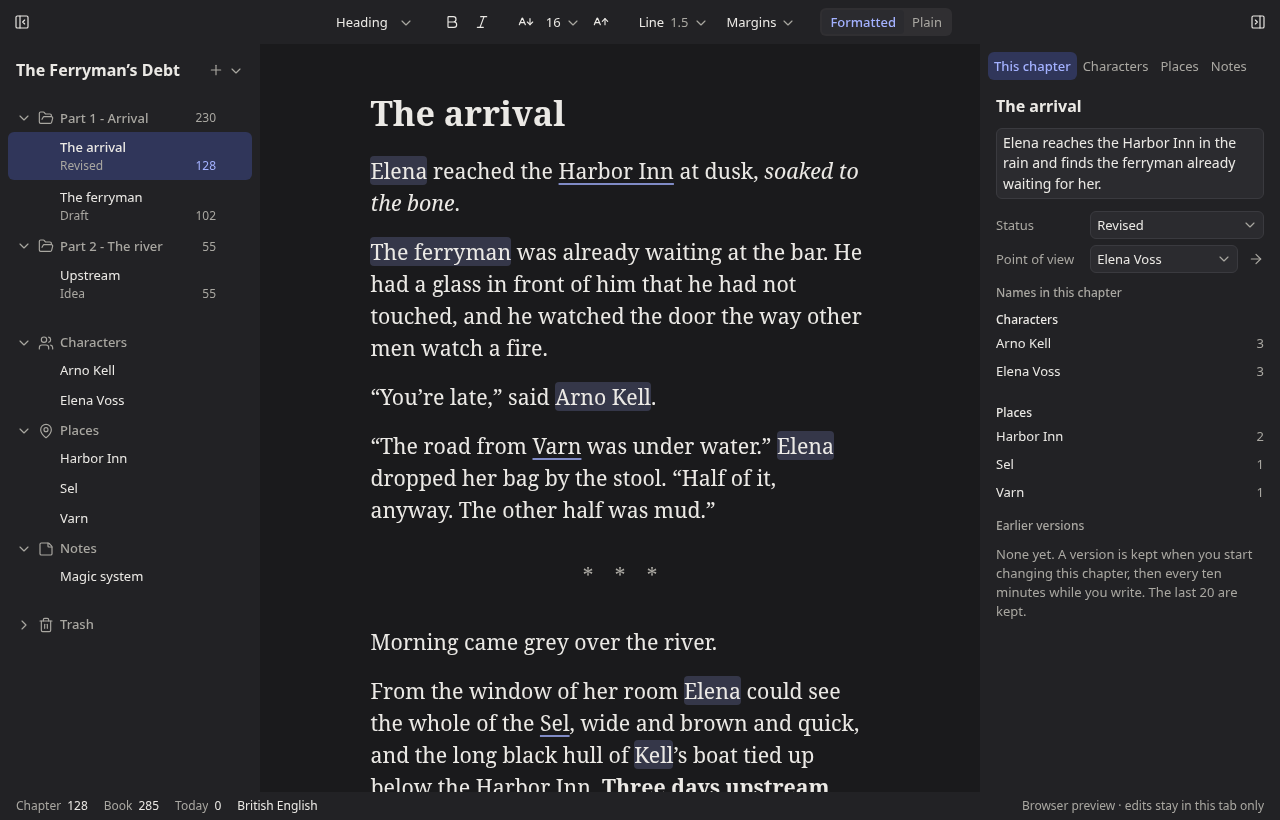 Heading
B I
16
Line 1.5
Margins
Formatted Plain
The Ferryman’s Debt
Part 1 - Arrival 230
The arrival
Revised 128
The ferryman
Draft 102
Part 2 - The river 55
Upstream
Idea 55
Characters
Arno Kell
Elena Voss
Places
Harbor Inn
Sel
Varn
Notes
Magic system
Trash
The arrival
Elena reached the Harbor Inn at dusk, soaked to
the bone.
The ferryman was already waiting at the bar. He
had a glass in front of him that he had not
touched, and he watched the door the way other
men watch a fire.
“You’re late,” said Arno Kell.
“The road from Varn was under water.” Elena
dropped her bag by the stool. “Half of it,
anyway. The other half was mud.”
* * *
Morning came grey over the river.
From the window of her room Elena could see
the whole of the Sel, wide and brown and quick,
and the long black hull of Kell’s boat tied up
below the Harbor Inn. Three days upstream
This chapter Characters Places Notes
The arrival
Elena reaches the Harbor Inn in the
rain and finds the ferryman already
waiting for her.
Status Revised
Point of view Elena Voss
Names in this chapter
Characters
Arno Kell 3
Elena Voss 3
Places
Harbor Inn 2
Sel 1
Varn 1
Earlier versions
None yet. A version is kept when you start
changing this chapter, then every ten
minutes while you write. The last 20 are
kept.
Chapter 128 Book 285 Today 0 British English
Browser preview · edits stay in this tab only